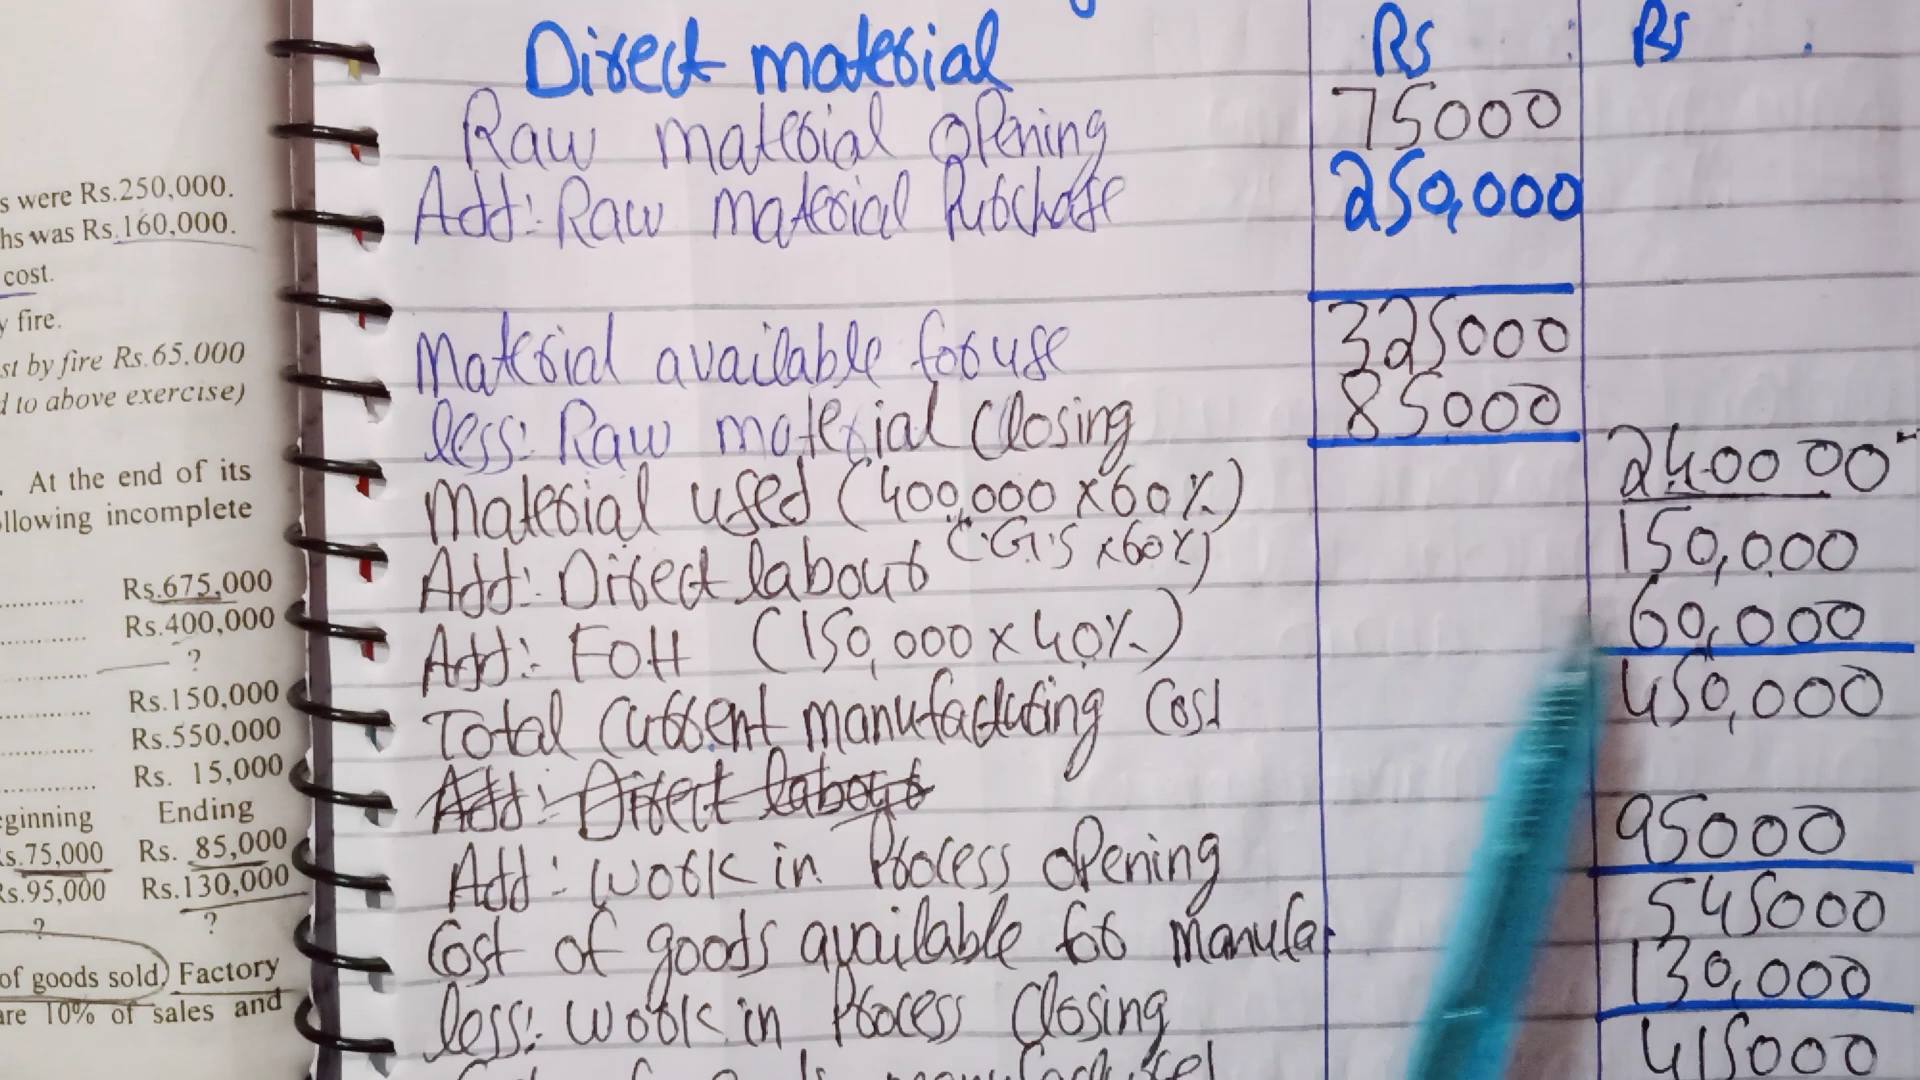 s were Rs.250,000.
hs was Rs.160,000.
cost.
y fire.
st by fire Rs.65.000
d to above exercise)
. At the end of its
llowing incomplete
Rs.675,000
Rs.400,000
?
Rs.150,000
Rs.550,000
Rs. 15,000
eginning Ending
Rs.75,000 Rs. 85,000
Rs.95,000 Rs.130,000
? ?
of goods sold) Factory
are 10% of sales and
Direct material Rs Rs
Raw material opening 75000
Add: Raw material Purchase 250,000
Material available for use 325000
less: Raw material closing 85000
Material used (400,000 x 60%) 240000
Add: Direct labour (C.G.S x 60%) 150,000
Add: FOH (150,000 x 40%) 60,000
Total current manufacturing cost 450,000
Add: Direct labour
Add: work in Process opening 95000
Cost of goods available for manufa 545000
less: work in Process closing 130,000
415000